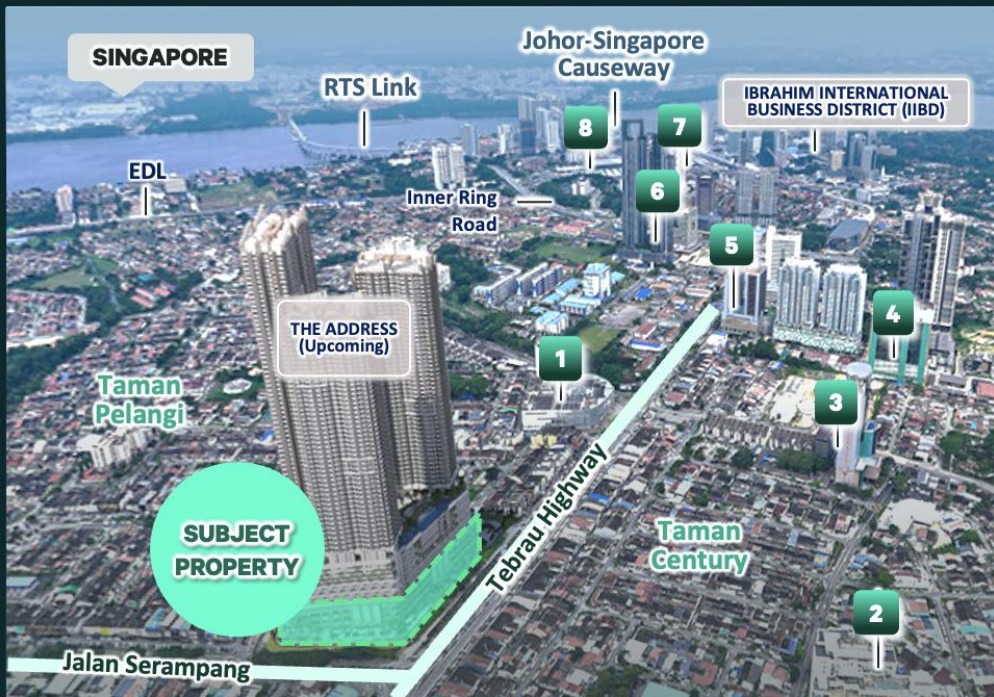 SINGAPORE
RTS Link
Johor-Singapore
Causeway
IBRAHIM INTERNATIONAL
BUSINESS DISTRICT (IIBD)
8
7
EDL
Inner Ring
Road
6
5
THE ADDRESS
(Upcoming)
4
1
Taman
Pelangi
3
SUBJECT
PROPERTY
Tebrau Highway
Taman
Century
2
Jalan Serampang